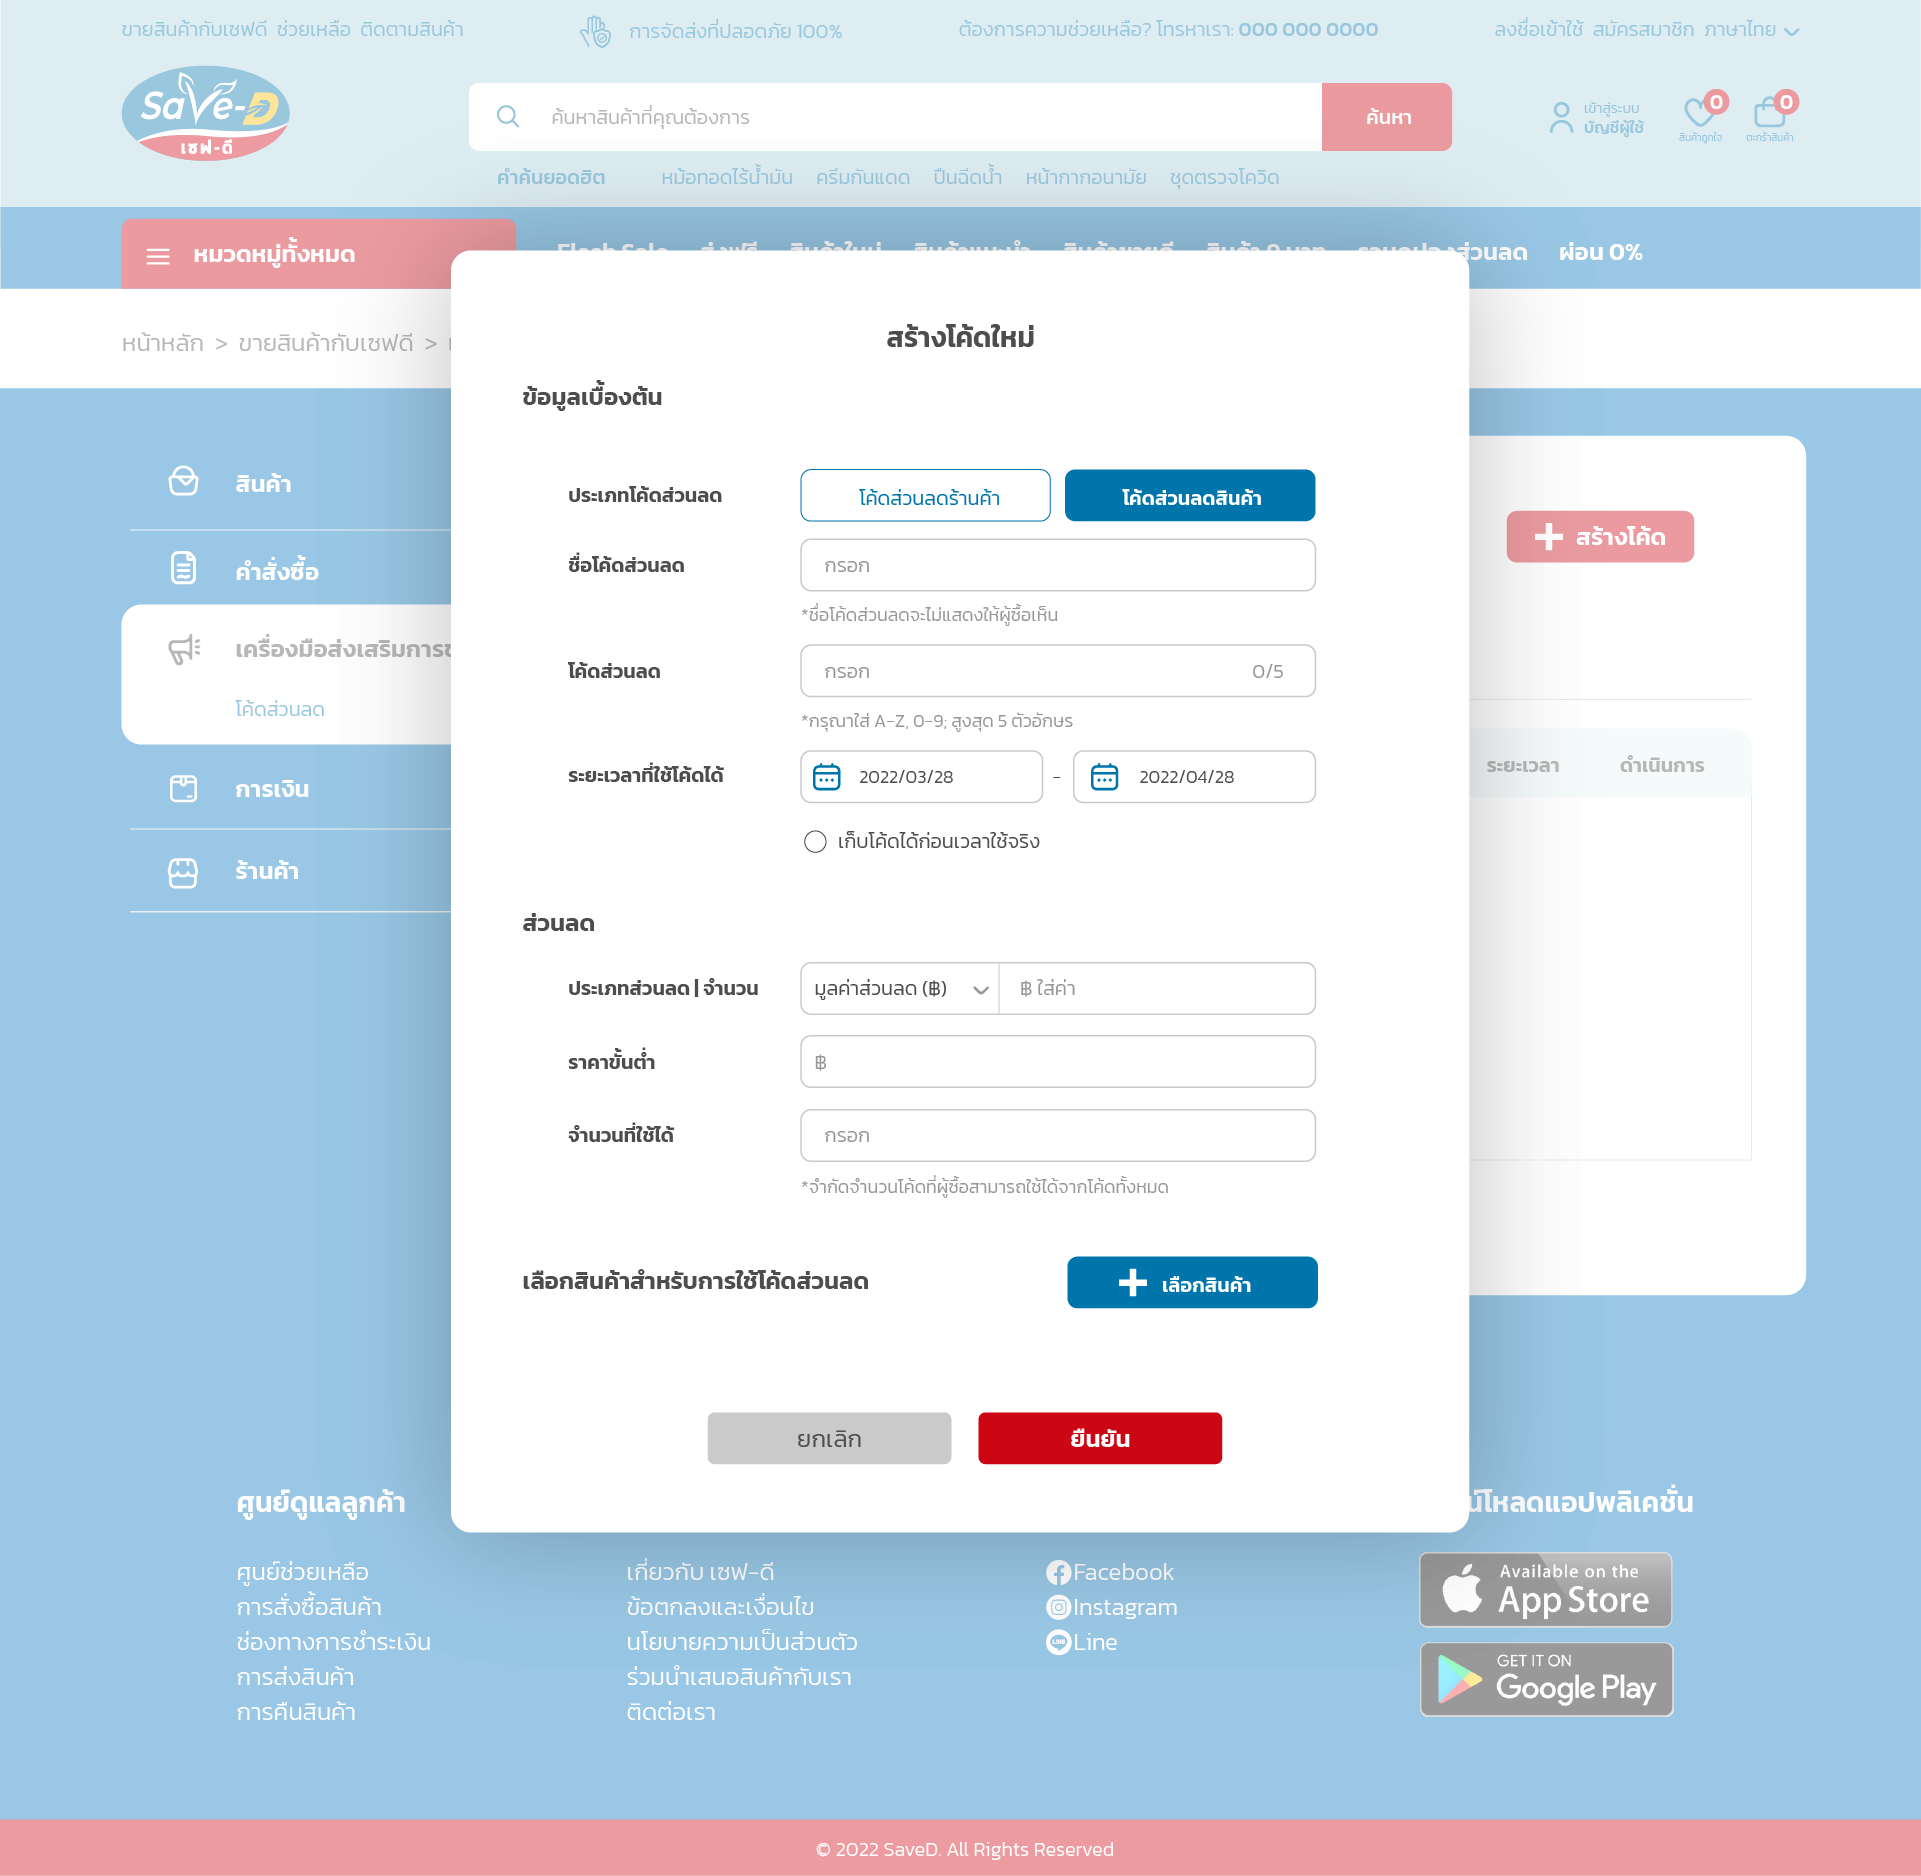 ขายสินค้ากับเซฟดี ช่วยเหลือ ติดตามสินค้า
การจัดส่งที่ปลอดภัย 100%
ต้องการความช่วยเหลือ? โทรหาเรา: 000 000 0000
ลงชื่อเข้าใช้ สมัครสมาชิก ภาษาไทย
SaVe-D
เซฟ-ดี
ค้นหาสินค้าที่คุณต้องการ
ค้นหา
เข้าสู่ระบบ
บัญชีผู้ใช้
0
สินค้าถูกใจ
0
ตะกร้าสินค้า
คำค้นยอดฮิต หม้อทอดไร้น้ำมัน ครีมกันแดด ปืนฉีดน้ำ หน้ากากอนามัย ชุดตรวจโควิด
หมวดหมู่ทั้งหมด
ส่วนลด ผ่อน 0%
หน้าหลัก > ขายสินค้ากับเซฟดี >
สินค้า
คำสั่งซื้อ
เครื่องมือส่งเสริมการข
โค้ดส่วนลด
การเงิน
ร้านค้า
สร้างโค้ด
ระยะเวลา ดำเนินการ
สร้างโค้ดใหม่
ข้อมูลเบื้องต้น
ประเภทโค้ดส่วนลด
โค้ดส่วนลดร้านค้า
โค้ดส่วนลดสินค้า
ชื่อโค้ดส่วนลด
กรอก
*ชื่อโค้ดส่วนลดจะไม่แสดงให้ผู้ซื้อเห็น
โค้ดส่วนลด
กรอก 0/5
*กรุณาใส่ A-Z, 0-9; สูงสุด 5 ตัวอักษร
ระยะเวลาที่ใช้โค้ดได้
2022/03/28 - 2022/04/28
เก็บโค้ดได้ก่อนเวลาใช้จริง
ส่วนลด
ประเภทส่วนลด | จำนวน
มูลค่าส่วนลด (฿)
฿ ใส่ค่า
ราคาขั้นต่ำ
฿
จำนวนที่ใช้ได้
กรอก
*จำกัดจำนวนโค้ดที่ผู้ซื้อสามารถใช้ได้จากโค้ดทั้งหมด
เลือกสินค้าสำหรับการใช้โค้ดส่วนลด
เลือกสินค้า
ยกเลิก
ยืนยัน
ศูนย์ดูแลลูกค้า
ศูนย์ช่วยเหลือ
การสั่งซื้อสินค้า
ช่องทางการชำระเงิน
การส่งสินค้า
การคืนสินค้า
เกี่ยวกับ เซฟ-ดี
ข้อตกลงและเงื่อนไข
นโยบายความเป็นส่วนตัว
ร่วมนำเสนอสินค้ากับเรา
ติดต่อเรา
Facebook
Instagram
Line
น์โหลดแอปพลิเคชั่น
Available on the
App Store
GET IT ON
Google Play
© 2022 SaveD. All Rights Reserved